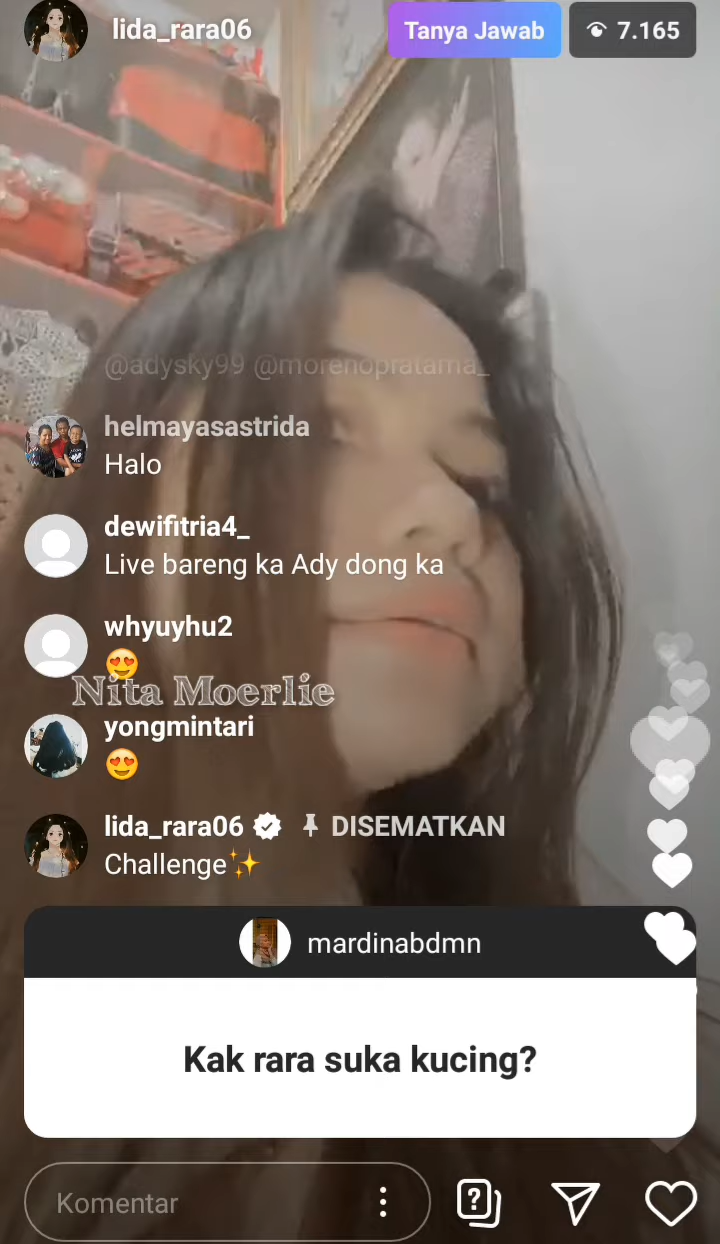 lida_rara06
Tanya Jawab
7.165
@adysky99 @morenopratama_
helmayasastrida
Halo
dewifitria4_
Live bareng ka Ady dong ka
whyuyhu2
😍
Nita Moerlie
yongmintari
😍
lida_rara06 DISEMATKAN
Challenge✨
mardinabdmn
Kak rara suka kucing?
Komentar